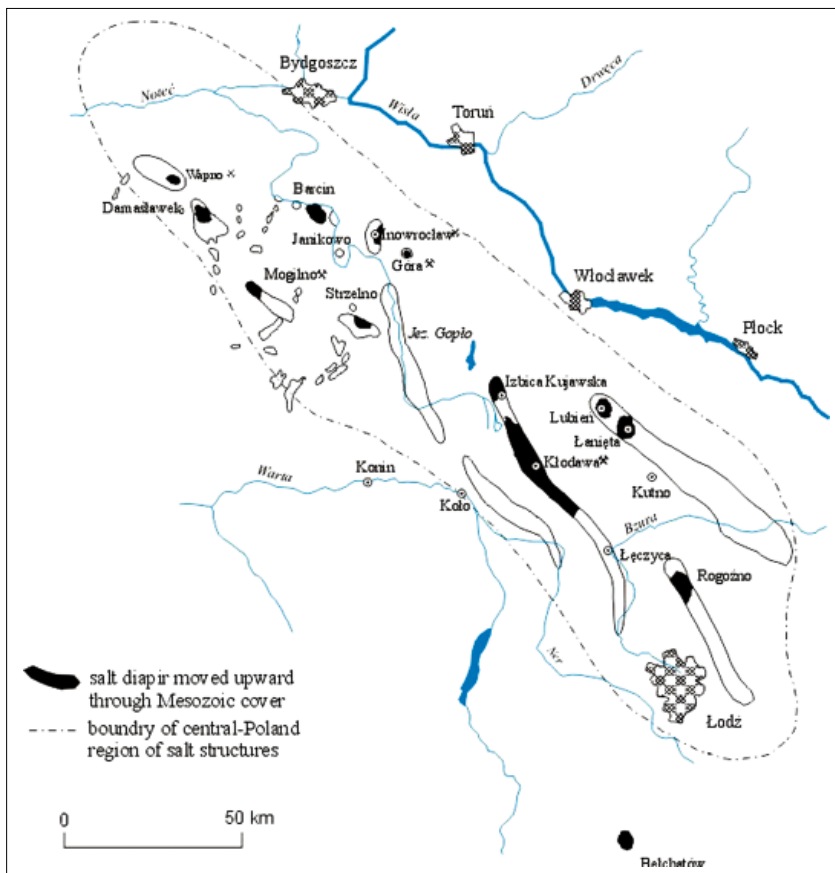 Bydgoszcz
Drwęca
Noteć
Wisła
Toruń
Wapno
Barcin
Damasławek
Inowrocław
Janikowo
Góra
Mogilno
Włocławek
Strzelno
Płock
Jez. Gopło
Izbica Kujawska
Lubień
Łanięta
Kłodawa
Konin
Warta
Kutno
Koło
Bzura
Łęczyca
Rogoźno
Ner
salt diapir moved upward
through Mesozoic cover
boundry of central-Poland
region of salt structures
Łodź
0 50 km
Bełchatów